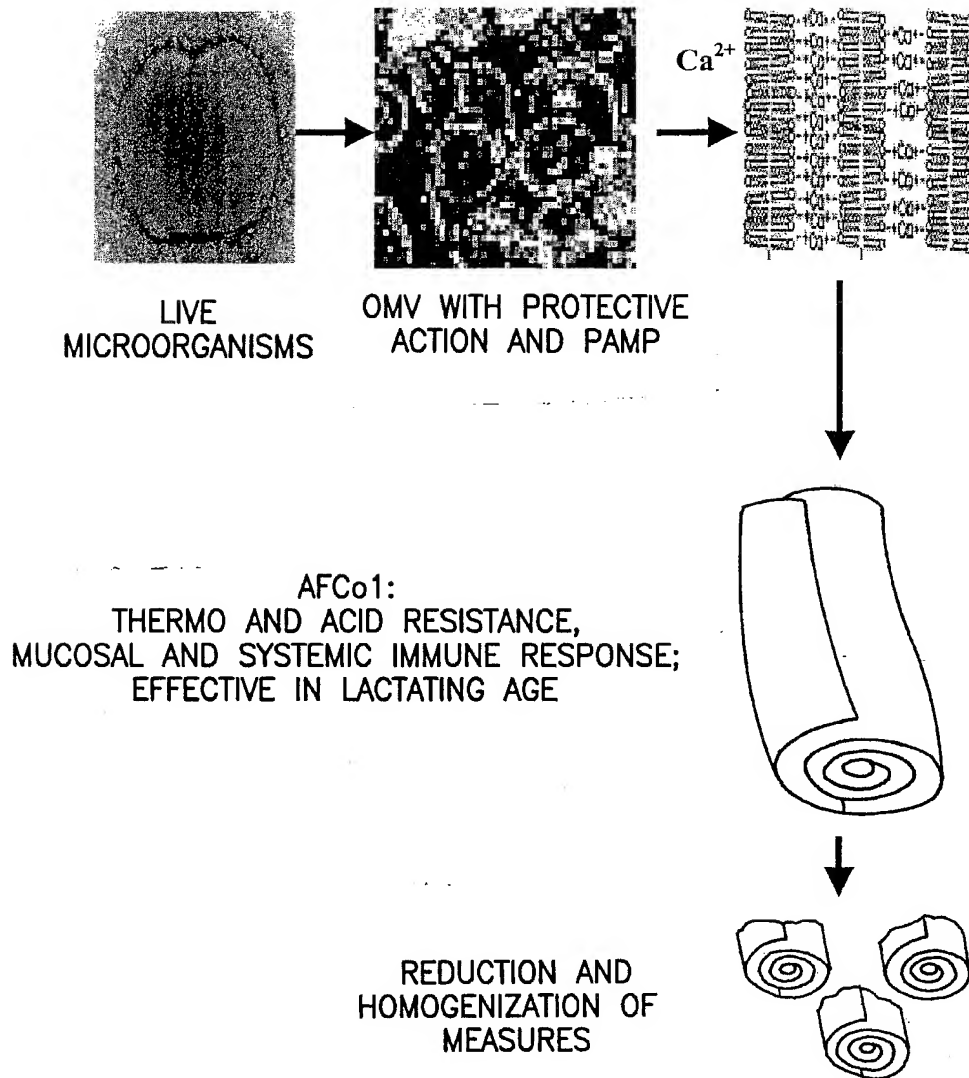 Ca²⁺
LIVE
MICROORGANISMS
OMV WITH PROTECTIVE
ACTION AND PAMP
AFCo1:
THERMO AND ACID RESISTANCE,
MUCOSAL AND SYSTEMIC IMMUNE RESPONSE;
EFFECTIVE IN LACTATING AGE
REDUCTION AND
HOMOGENIZATION OF
MEASURES